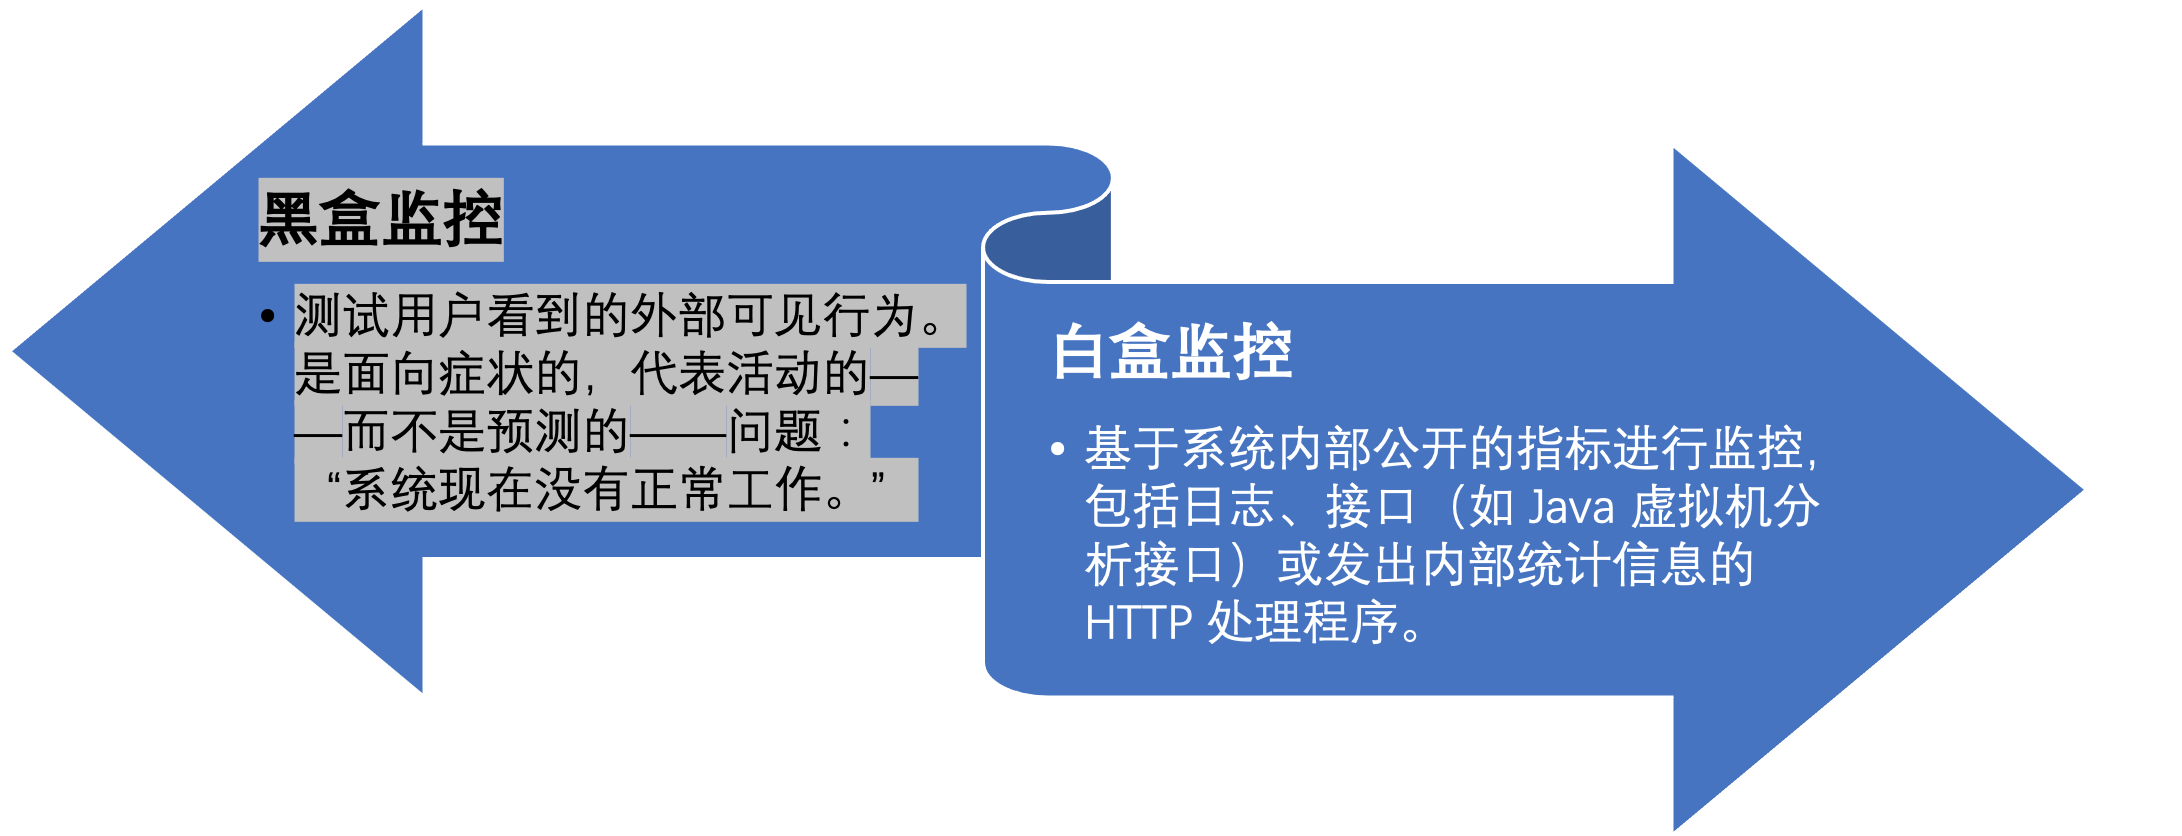 黑盒监控
• 测试用户看到的外部可见行为。
是面向症状的，代表活动的—
—而不是预测的——问题：
“系统现在没有正常工作。”
白盒监控
• 基于系统内部公开的指标进行监控，
包括日志、接口（如 Java 虚拟机分
析接口）或发出内部统计信息的
HTTP 处理程序。